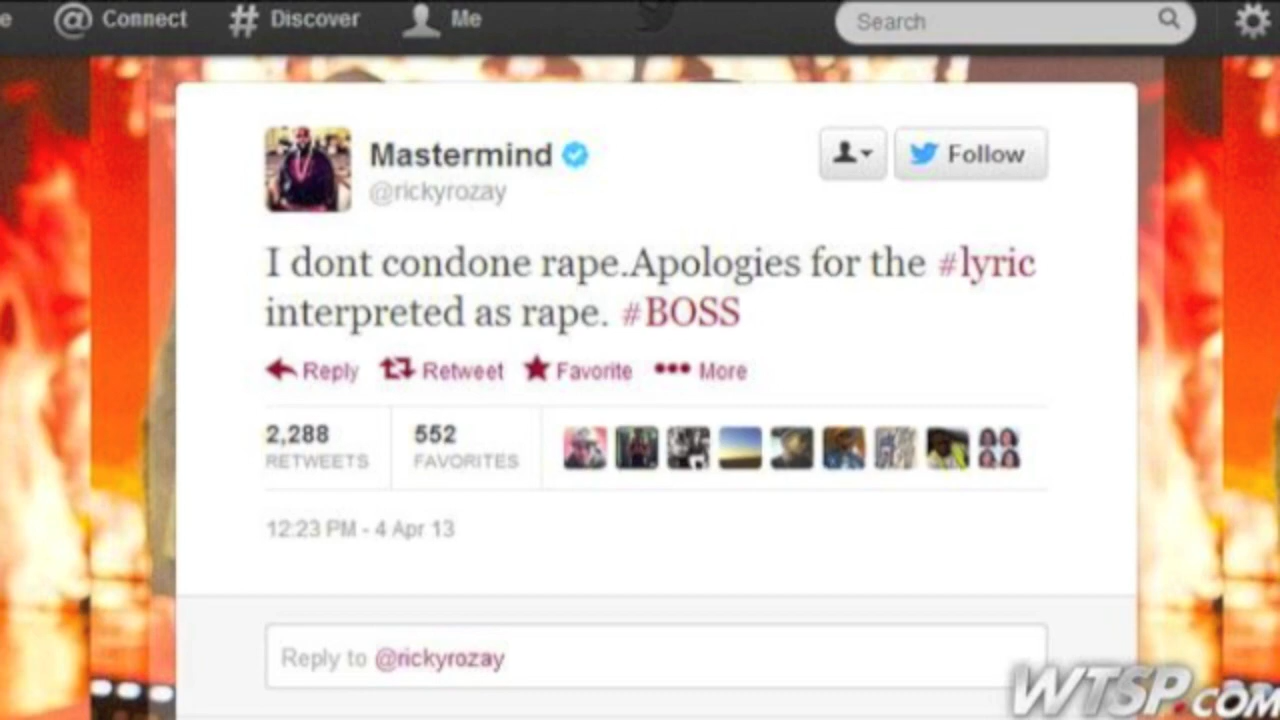 e @ Connect # Discover Me Search
Mastermind Follow
@rickyrozay
I dont condone rape.Apologies for the #lyric
interpreted as rape. #BOSS
Reply Retweet Favorite More
2,288 552
RETWEETS FAVORITES
12:23 PM - 4 Apr 13
Reply to @rickyrozay
WTSP.COM